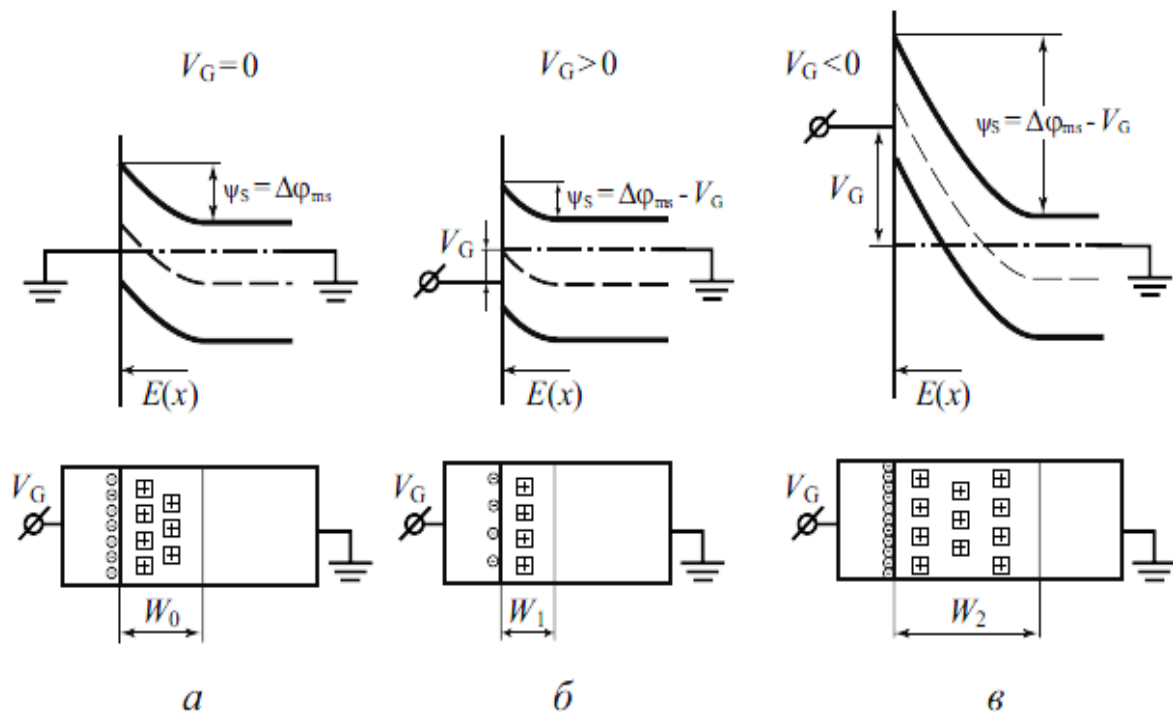 V_G=0
V_G>0
V_G<0
ψ_S = Δφ_ms
ψ_S = Δφ_ms - V_G
ψ_S = Δφ_ms - V_G
V_G
V_G
E(x)
E(x)
E(x)
V_G
V_G
V_G
W_0
W_1
W_2
а
б
в